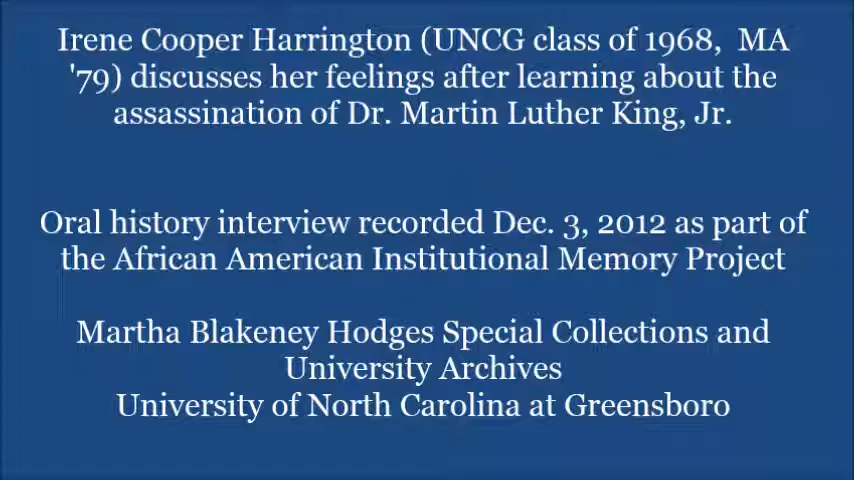 Irene Cooper Harrington (UNCG class of 1968,  MA
'79) discusses her feelings after learning about the
assassination of Dr. Martin Luther King, Jr.
Oral history interview recorded Dec. 3, 2012 as part of
the African American Institutional Memory Project
Martha Blakeney Hodges Special Collections and
University Archives
University of North Carolina at Greensboro